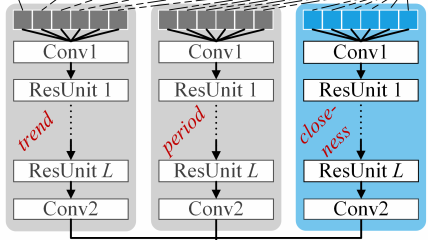 Conv1
ResUnit 1
trend
ResUnit L
Conv2
Conv1
ResUnit 1
period
ResUnit L
Conv2
Conv1
ResUnit 1
close-
ness
ResUnit L
Conv2